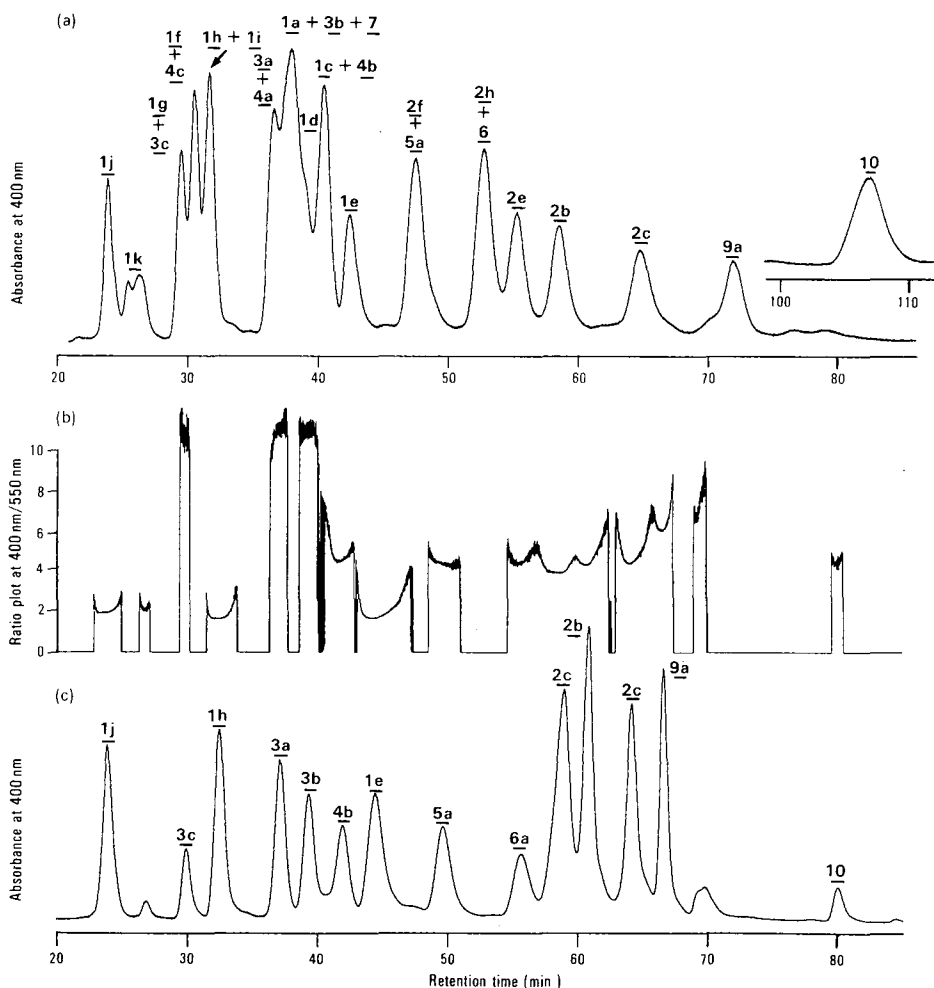 (a)
1j
1k
1g + 3c
1f + 4c
1h + 1i
3a + 4a
1a + 3b + 7
1d
1c + 4b
1e
2f + 5a
2h + 6
2e
2b
2c
9a
10
Absorbance at 400 nm
100 110
20 30 40 50 60 70 80
(b)
Ratio plot at 400 nm/550 nm
10
8
6
4
2
0
(c)
1j
3c
1h
3a
3b
4b
1e
5a
6a
2c
2b
2c
9a
10
Absorbance at 400 nm
20 30 40 50 60 70 80
Retention time (min)